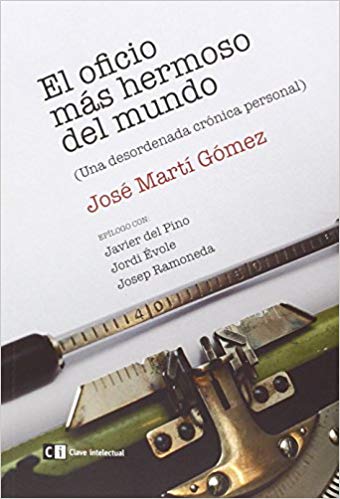 El oficio
más hermoso
del mundo
(Una desordenada crónica personal)
José Martí Gómez
EPÍLOGO CON:
Javier del Pino
Jordi Évole
Josep Ramoneda
40
Ci Clave intelectual